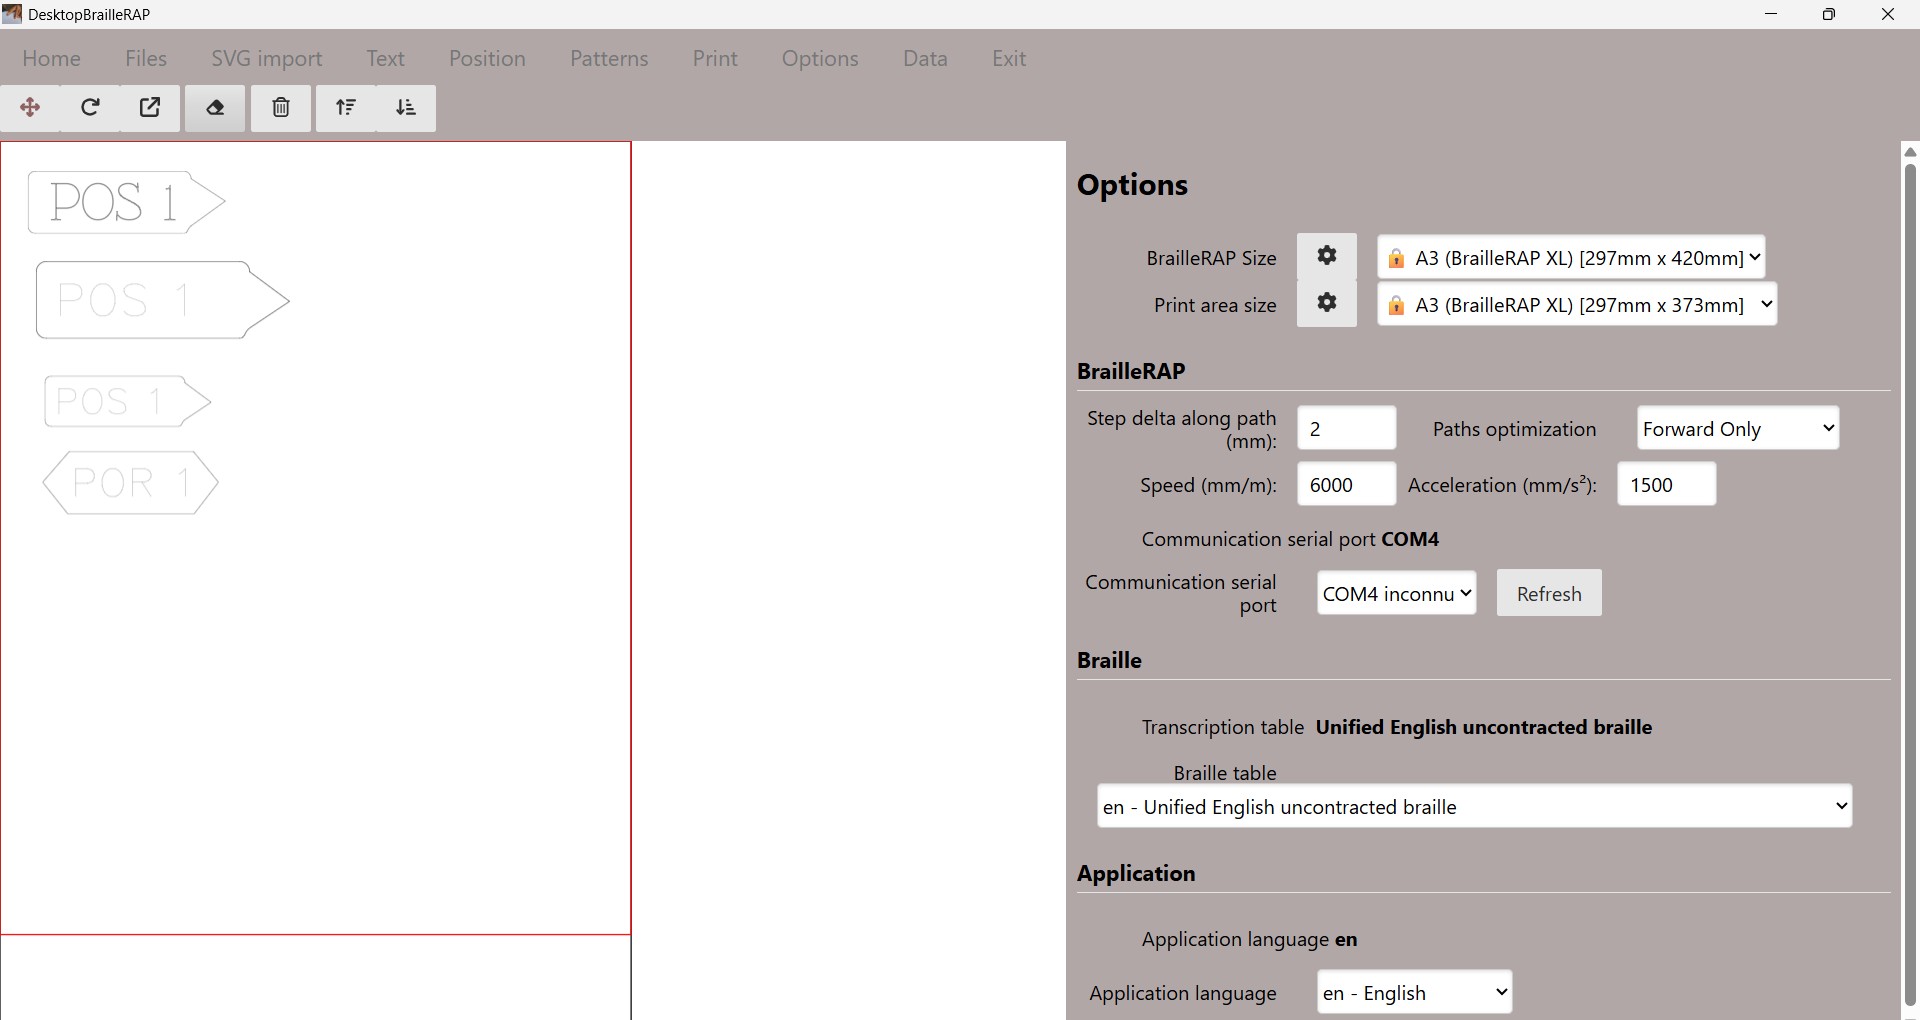 DesktopBrailleRAP
Home Files SVG import Text Position Patterns Print Options Data Exit
POS 1
POS 1
POS 1
POR 1
Options
BrailleRAP Size A3 (BrailleRAP XL) [297mm x 420mm]
Print area size A3 (BrailleRAP XL) [297mm x 373mm]
BrailleRAP
Step delta along path (mm): 2 Paths optimization Forward Only
Speed (mm/m): 6000 Acceleration (mm/s²): 1500
Communication serial port COM4
Communication serial port COM4 inconnu Refresh
Braille
Transcription table Unified English uncontracted braille
Braille table
en - Unified English uncontracted braille
Application
Application language en
Application language en - English